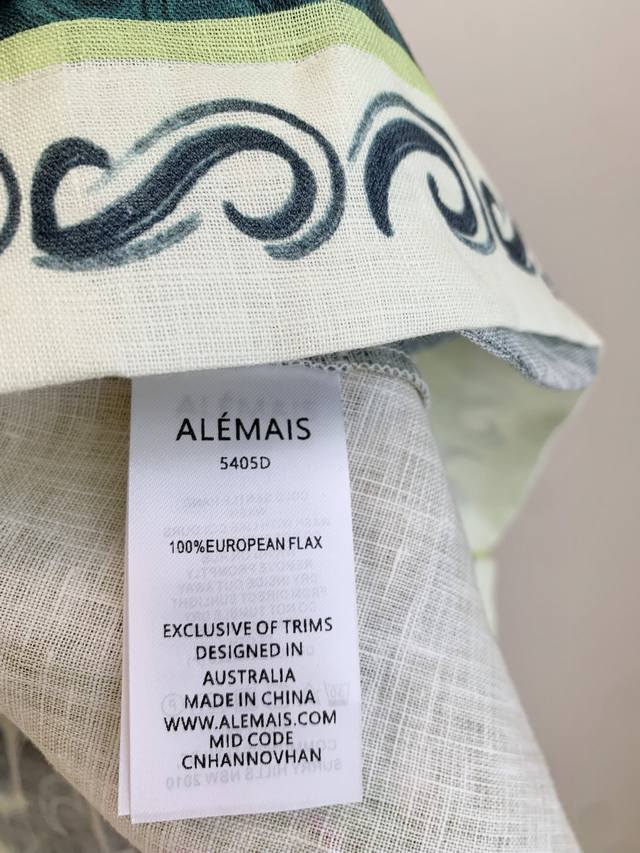 ALÉMAIS
5405D
100%EUROPEAN FLAX
EXCLUSIVE OF TRIMS
DESIGNED IN
AUSTRALIA
MADE IN CHINA
WWW.ALEMAIS.COM
MID CODE
CNHANNOVHAN